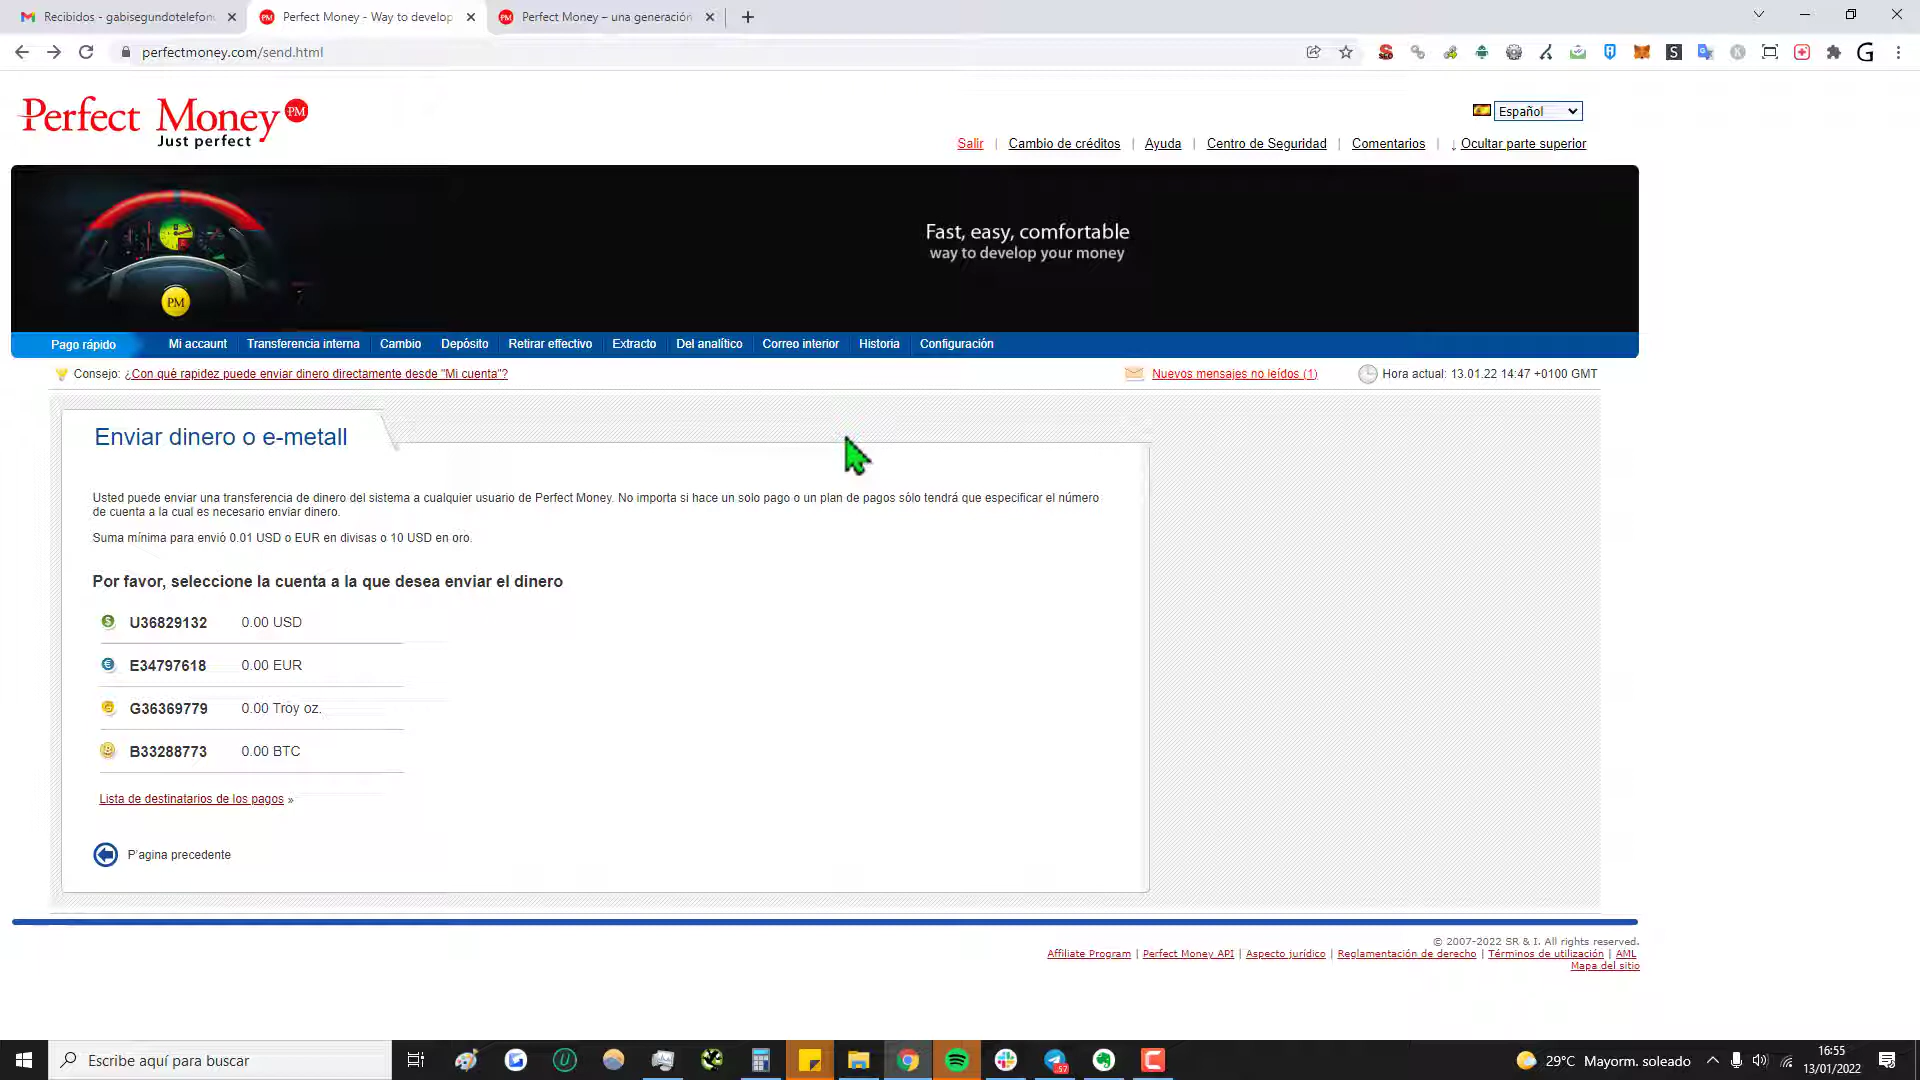 Recibidos - gabisegundotelefon
Perfect Money - Way to develop
Perfect Money – una generación
perfectmoney.com/send.html
Perfect Money PM
Just perfect
Español
Salir | Cambio de créditos | Ayuda | Centro de Seguridad | Comentarios | ↓ Ocultar parte superior
Fast, easy, comfortable
way to develop your money
PM
Pago rápido Mi accaunt Transferencia interna Cambio Depósito Retirar effectivo Extracto Del analítico Correo interior Historia Configuración
Consejo: ¿Con qué rapidez puede enviar dinero directamente desde "Mi cuenta"?
Nuevos mensajes no leídos (1)
Hora actual: 13.01.22 14:47 +0100 GMT
Enviar dinero o e-metall
Usted puede enviar una transferencia de dinero del sistema a cualquier usuario de Perfect Money. No importa si hace un solo pago o un plan de pagos sólo tendrá que especificar el número
de cuenta a la cual es necesario enviar dinero.
Suma mínima para envió 0.01 USD o EUR en divisas o 10 USD en oro.
Por favor, seleccione la cuenta a la que desea enviar el dinero
U36829132 0.00 USD
E34797618 0.00 EUR
G36369779 0.00 Troy oz.
B33288773 0.00 BTC
Lista de destinatarios de los pagos »
P'agina precedente
© 2007-2022 SR & I. All rights reserved.
Affiliate Program | Perfect Money API | Aspecto jurídico | Reglamentación de derecho | Términos de utilización | AML
Mapa del sitio
Escribe aquí para buscar
57
29°C Mayorm. soleado
16:55
13/01/2022